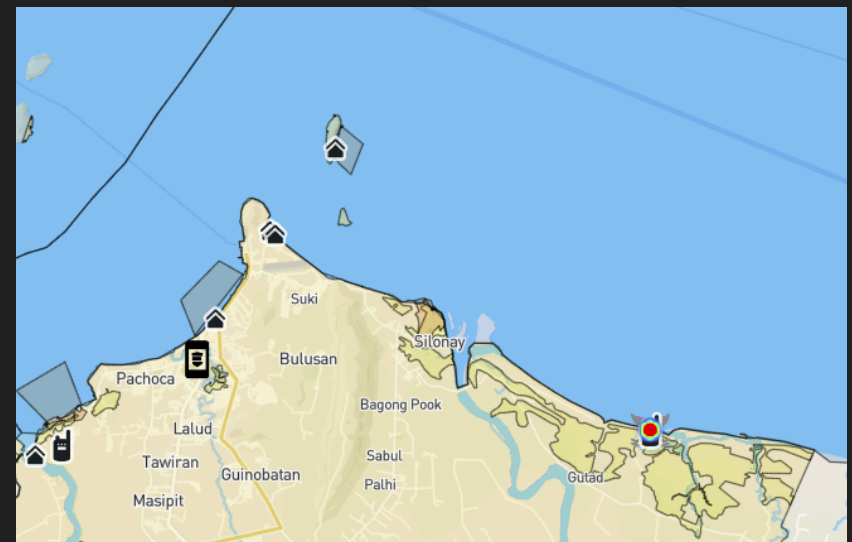 Suki
Silonay
Bulusan
Pachoca
Bagong Pook
Lalud
Sabul
Tawiran
Guinobatan
Gutad
Palhi
Masipit